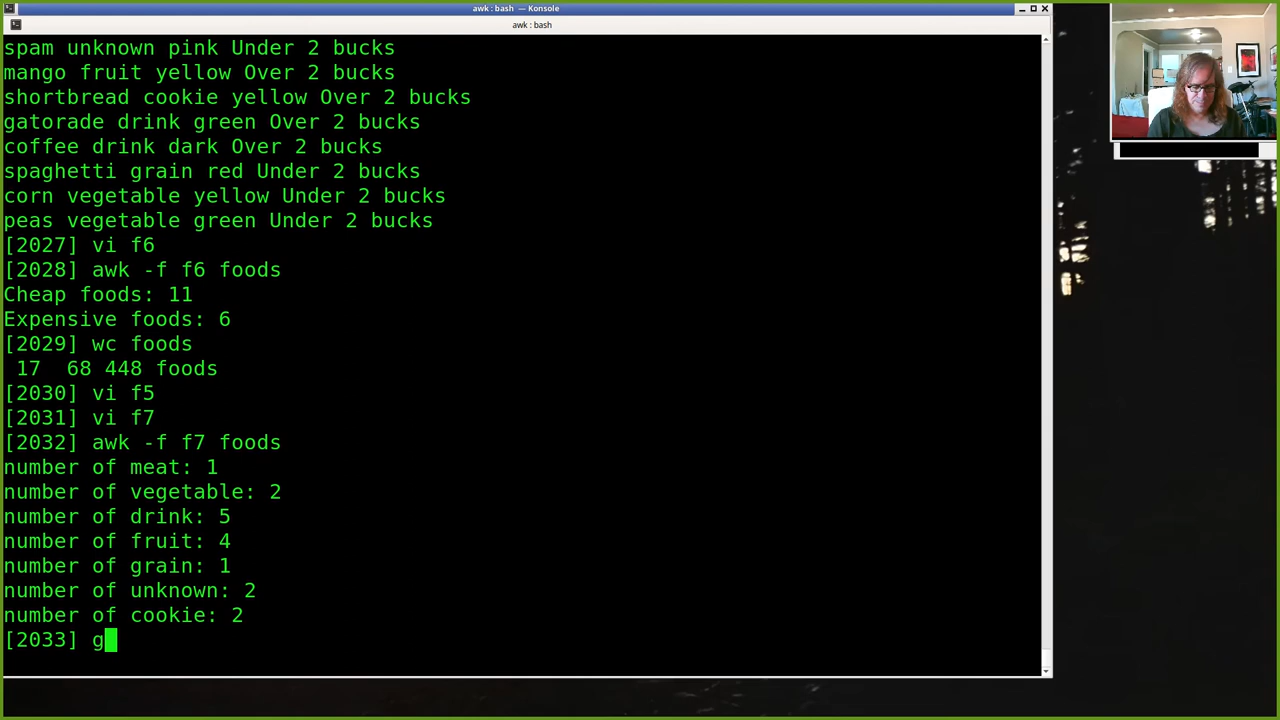 awk : bash — Konsole
awk : bash
spam unknown pink Under 2 bucks
mango fruit yellow Over 2 bucks
shortbread cookie yellow Over 2 bucks
gatorade drink green Over 2 bucks
coffee drink dark Over 2 bucks
spaghetti grain red Under 2 bucks
corn vegetable yellow Under 2 bucks
peas vegetable green Under 2 bucks
[2027] vi f6
[2028] awk -f f6 foods
Cheap foods: 11
Expensive foods: 6
[2029] wc foods
 17  68 448 foods
[2030] vi f5
[2031] vi f7
[2032] awk -f f7 foods
number of meat: 1
number of vegetable: 2
number of drink: 5
number of fruit: 4
number of grain: 1
number of unknown: 2
number of cookie: 2
[2033] g